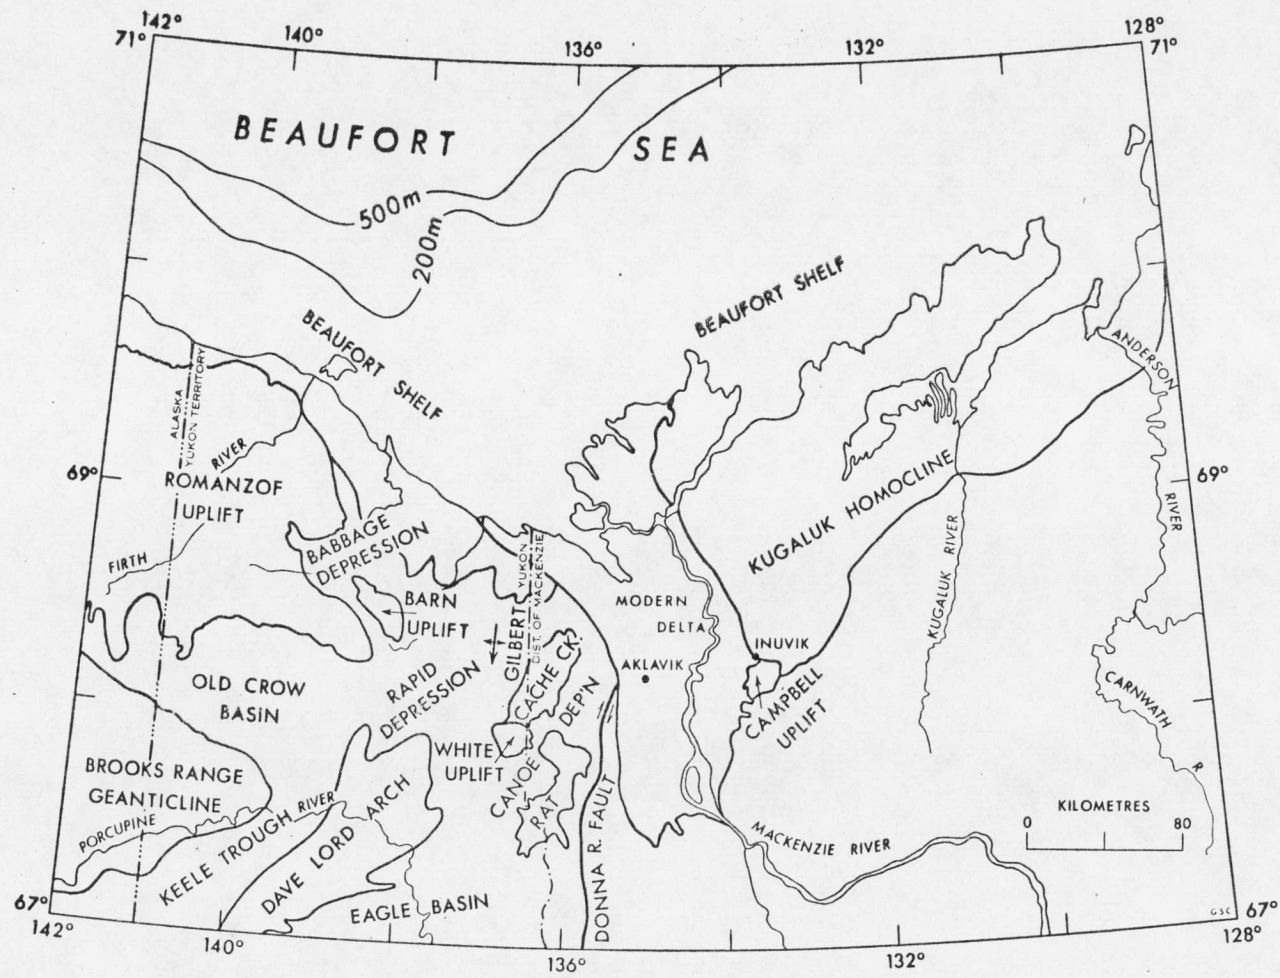 142°
71°
140°
136°
132°
128°
71°
BEAUFORT SEA
500m
200m
BEAUFORT SHELF
BEAUFORT SHELF
ANDERSON
RIVER
ALASKA
YUKON TERRITORY
RIVER
69°
69°
ROMANZOF
UPLIFT
FIRTH
BABBAGE
DEPRESSION
KUGALUK HOMOCLINE
KUGALUK RIVER
YUKON
DIST. OF MACKENZIE
BARN
UPLIFT
GILBERT
MODERN
DELTA
INUVIK
AKLAVIK
CAMPBELL
UPLIFT
CARNWATH
R
OLD CROW
BASIN
RAPID
DEPRESSION
CACHE CK.
DEP'N
WHITE
UPLIFT
CANOE
RAT
BROOKS RANGE
GEANTICLINE
PORCUPINE
RIVER
KEELE TROUGH
DAVE LORD ARCH
EAGLE BASIN
DONNA R. FAULT
MACKENZIE RIVER
KILOMETRES
0 80
GSC
67°
142°
140°
136°
132°
67°
128°